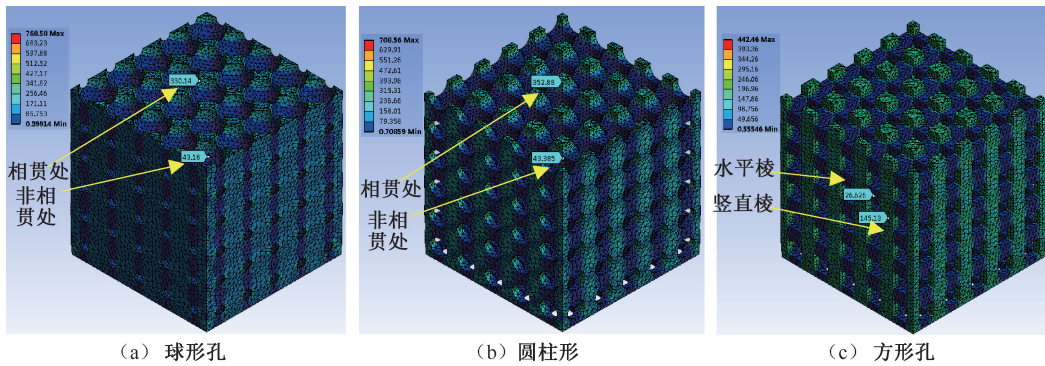 768.58 Max
683.23
597.88
512.52
427.17
341.82
256.46
171.11
85.753
0.39914 Min
330.14
43.18
相贯处
非相
贯处
(a) 球形孔
708.56 Max
629.91
551.26
472.61
393.96
315.31
236.66
158.01
79.358
0.70859 Min
352.88
43.385
相贯处
非相
贯处
(b) 圆柱形
442.46 Max
393.36
344.26
295.16
246.06
196.96
147.86
98.756
49.656
0.55546 Min
水平棱
26.626
竖直棱
145.13
(c) 方形孔